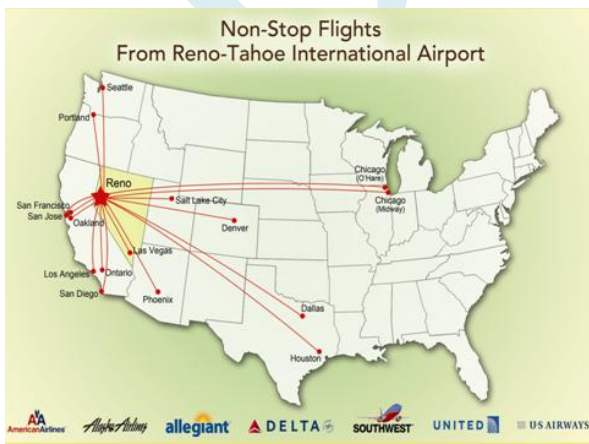 Non-Stop Flights
From Reno-Tahoe International Airport
Seattle
Portland
Reno
Chicago
(O'Hare)
Chicago
(Midway)
Salt Lake City
San Francisco
San Jose
Oakland
Denver
Las Vegas
Los Angeles
Ontario
San Diego
Phoenix
Dallas
Houston
AA
AmericanAirlines
Alaska Airlines
allegiant
DELTA
SOUTHWEST
UNITED
US AIRWAYS